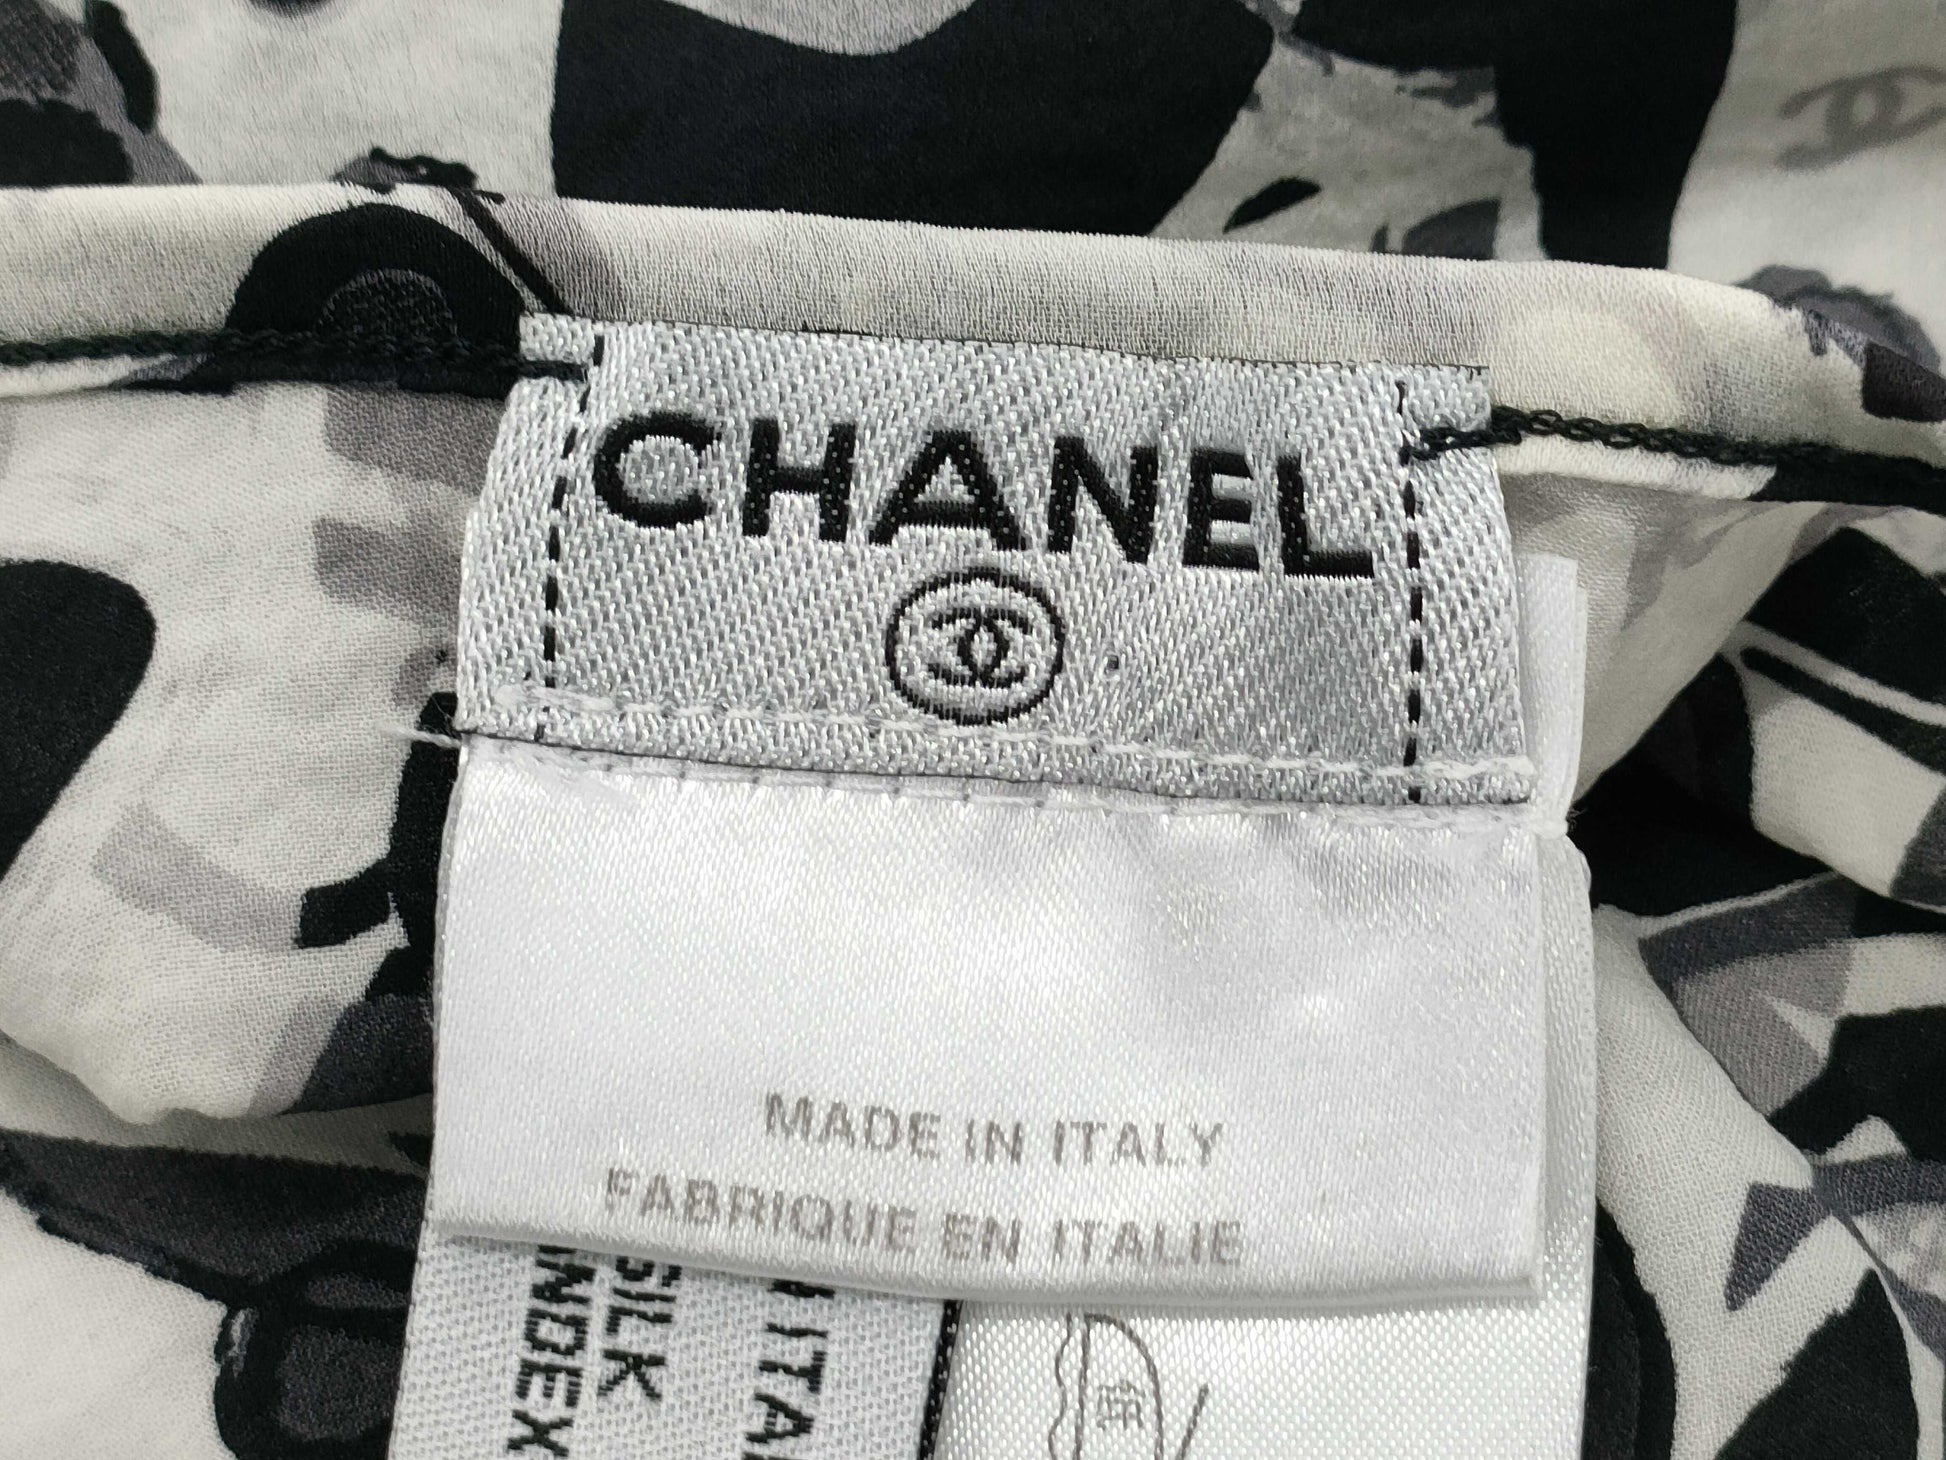 CHANEL
MADE IN ITALY
FABRIQUE EN ITALIE
SILK